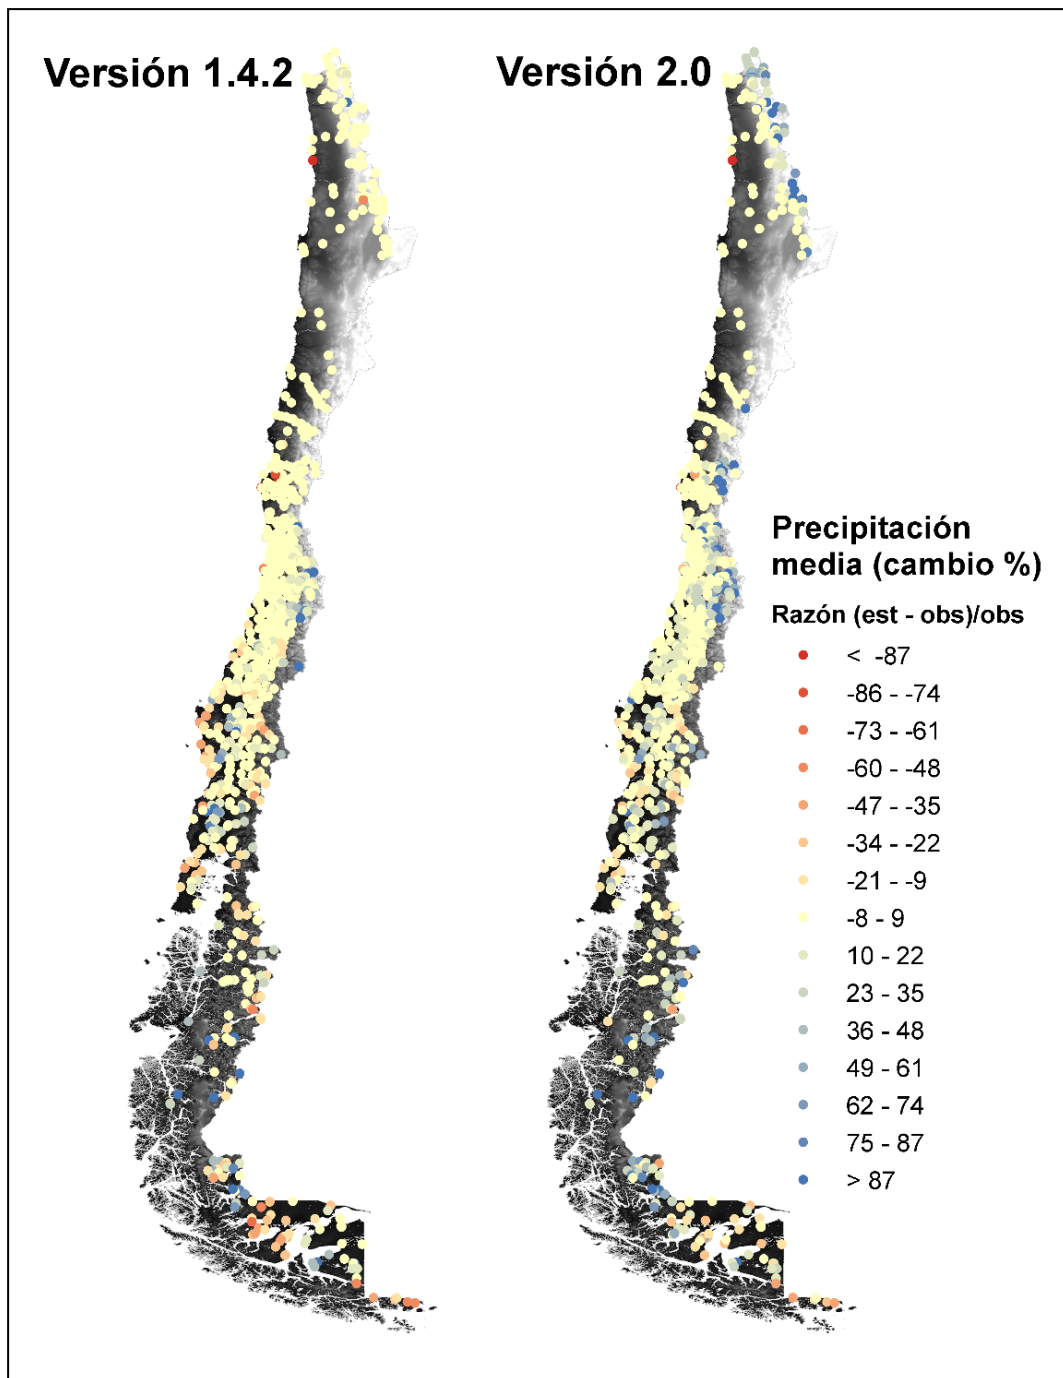 Versión 1.4.2
Versión 2.0
Precipitación
media (cambio %)
Razón (est - obs)/obs
< -87
-86 - -74
-73 - -61
-60 - -48
-47 - -35
-34 - -22
-21 - -9
-8 - 9
10 - 22
23 - 35
36 - 48
49 - 61
62 - 74
75 - 87
> 87